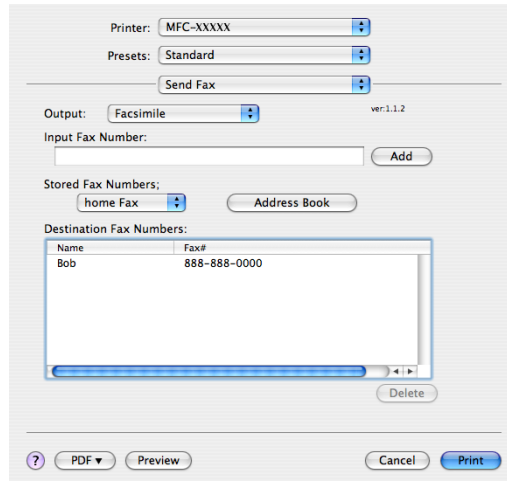 Printer: MFC-XXXXX
Presets: Standard
Send Fax
Output: Facsimile ver:1.1.2
Input Fax Number:
Add
Stored Fax Numbers;
home Fax Address Book
Destination Fax Numbers:
Name Fax#
Bob 888-888-0000
Delete
? PDF▼ Preview Cancel Print